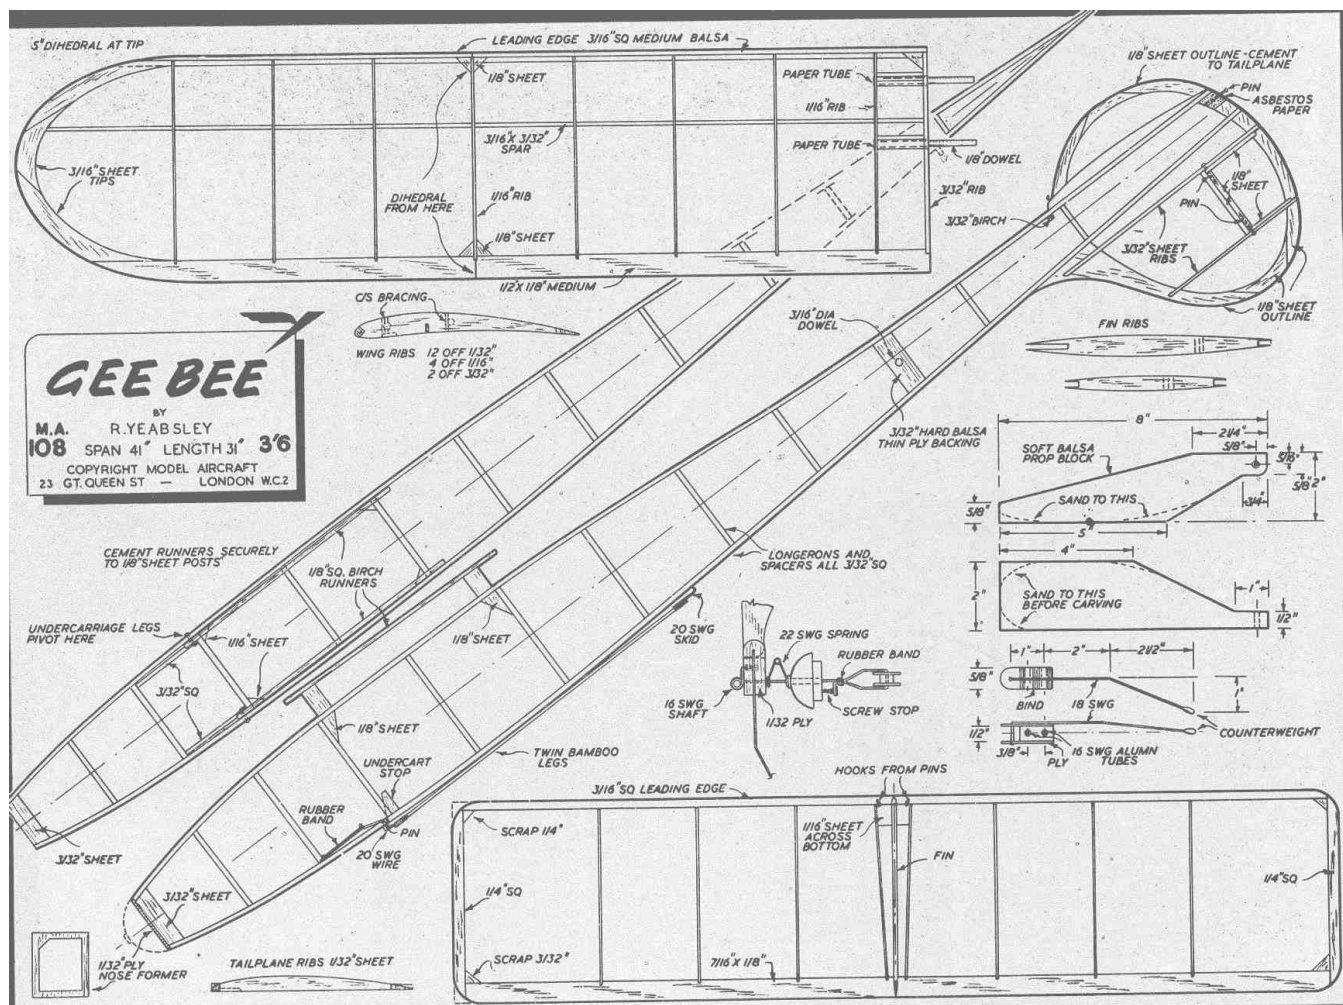 5" DIHEDRAL AT TIP
LEADING EDGE 3/16" SQ MEDIUM BALSA
1/8" SHEET
PAPER TUBE
1/16" RIB
3/16" X 3/32"
SPAR
PAPER TUBE
1/8" DOWEL
3/16" SHEET
TIPS
DIHEDRAL
FROM HERE
1/16" RIB
3/32" RIB
1/8" SHEET
1/2" X 1/8" MEDIUM
1/8" SHEET OUTLINE - CEMENT
TO TAILPLANE
PIN
ASBESTOS
PAPER
1/8"
SHEET
PIN
3/32" BIRCH
3/32" SHEET
RIBS
1/8" SHEET
OUTLINE
C/S BRACING
WING RIBS 12 OFF 1/32"
4 OFF 1/16"
2 OFF 3/32"
3/16" DIA
DOWEL
3/32" HARD BALSA
THIN PLY BACKING
FIN RIBS
GEE BEE
BY
M.A. R. YEABSLEY
108 SPAN 41" LENGTH 31" 3'6
COPYRIGHT MODEL AIRCRAFT
23 GT. QUEEN ST — LONDON W.C.2
8"
2 1/4"
5/8"
SOFT BALSA
PROP BLOCK
5/16"
5/8"
2"
3/4"
5/8"
SAND TO THIS
5"
4"
2"
SAND TO THIS
BEFORE CARVING
1"
1/2"
CEMENT RUNNERS SECURELY
TO 1/8" SHEET POSTS
1/8" SQ. BIRCH
RUNNERS
LONGERONS AND
SPACERS ALL 3/32" SQ
UNDERCARRIAGE LEGS
PIVOT HERE
1/16" SHEET
1/8" SHEET
20 SWG
SKID
22 SWG SPRING
RUBBER BAND
16 SWG
SHAFT
1/32 PLY
SCREW STOP
1" 2" 2 1/2"
5/8"
BIND
18 SWG
1"
1/2"
3/8"
PLY
16 SWG ALUMN
TUBES
COUNTERWEIGHT
3/32" SQ
1/8" SHEET
TWIN BAMBOO
LEGS
UNDERCART
STOP
RUBBER
BAND
PIN
20 SWG
WIRE
3/32" SHEET
3/32" SHEET
1/32" PLY
NOSE FORMER
TAILPLANE RIBS 1/32" SHEET
3/16" SQ LEADING EDGE
HOOKS FROM PINS
SCRAP 1/4"
1/16" SHEET
ACROSS
BOTTOM
FIN
1/4" SQ
1/4" SQ
SCRAP 3/32"
7/16" X 1/8"